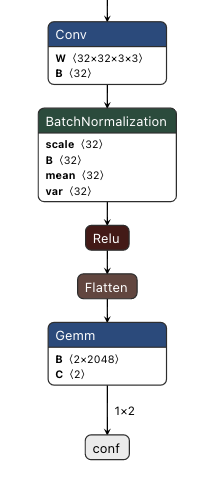 Conv
W ⟨32×32×3×3⟩
B ⟨32⟩
BatchNormalization
scale ⟨32⟩
B ⟨32⟩
mean ⟨32⟩
var ⟨32⟩
Relu
Flatten
Gemm
B ⟨2×2048⟩
C ⟨2⟩
1×2
conf